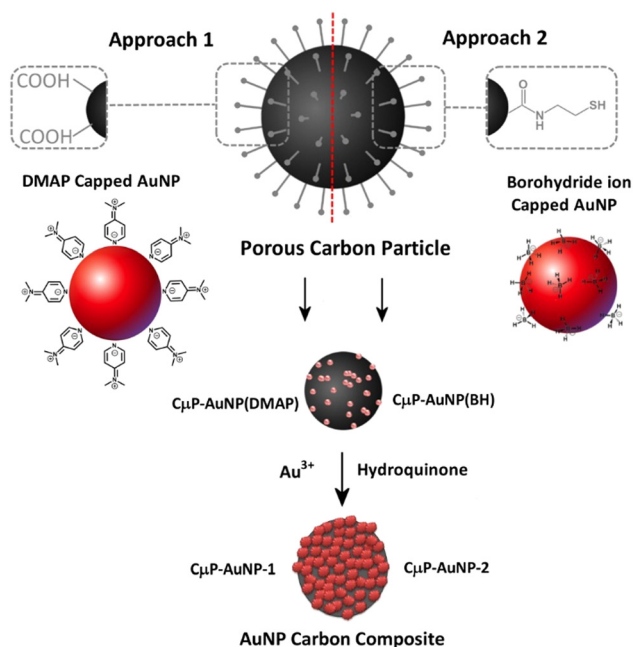 Approach 1
Approach 2
COOH
COOH
O
N
H
SH
DMAP Capped AuNP
Borohydride ion
Capped AuNP
Porous Carbon Particle
CμP-AuNP(DMAP)
CμP-AuNP(BH)
Au³⁺
Hydroquinone
CμP-AuNP-1
CμP-AuNP-2
AuNP Carbon Composite